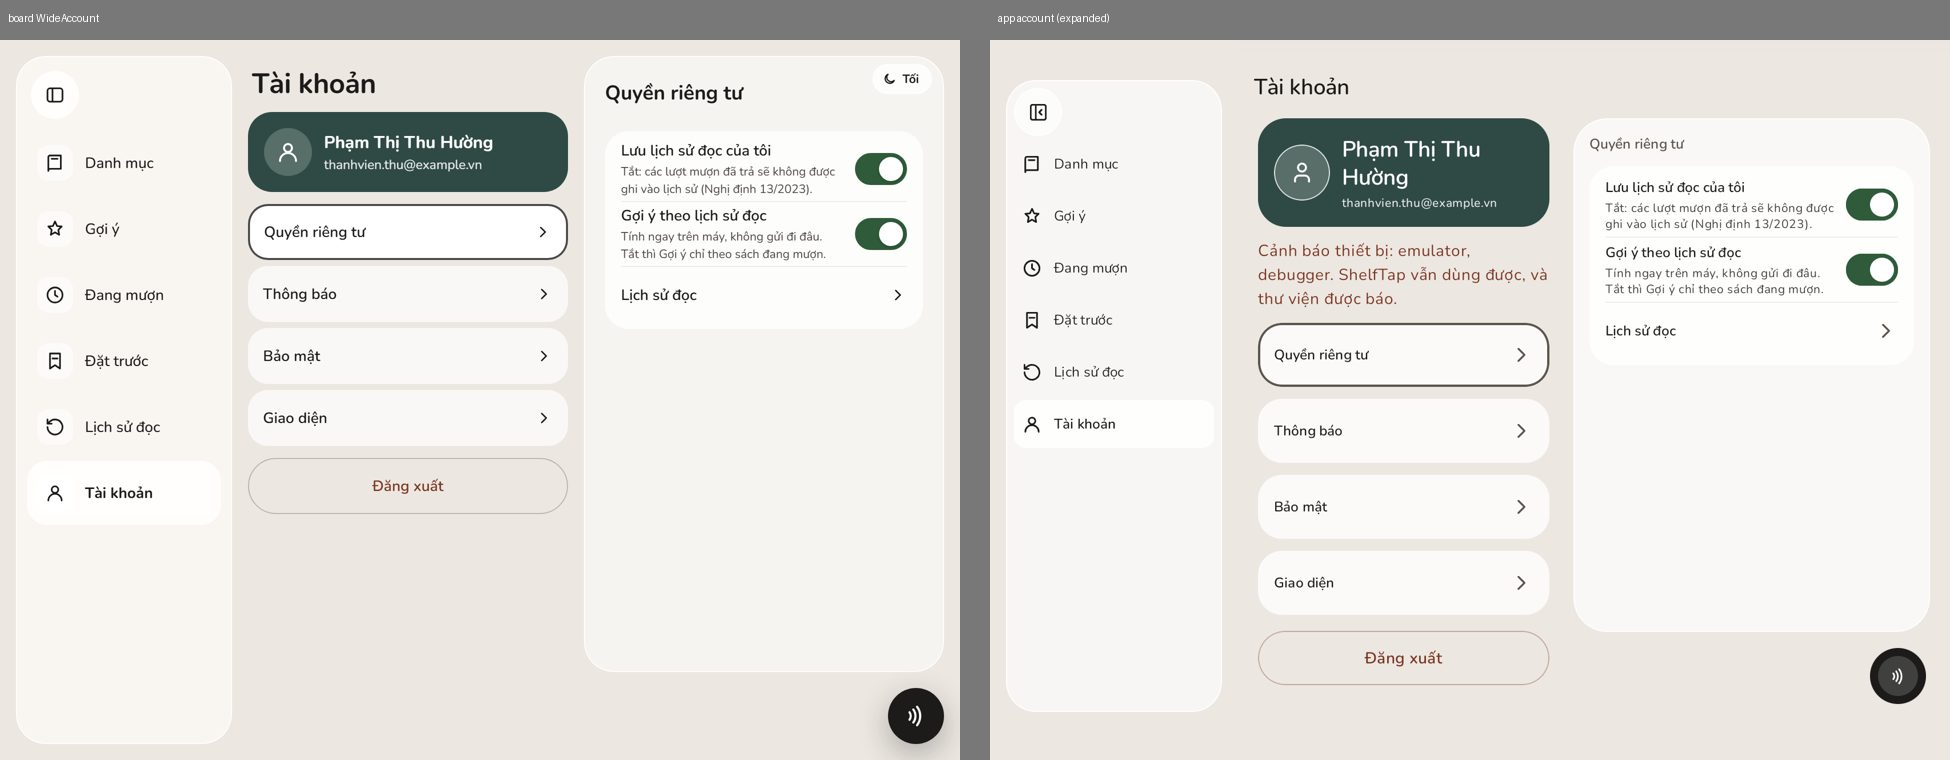 board WideAccount
Danh mục
Gợi ý
Đang mượn
Đặt trước
Lịch sử đọc
Tài khoản
Tài khoản
Phạm Thị Thu Hường
thanhvien.thu@example.vn
Quyền riêng tư
Thông báo
Bảo mật
Giao diện
Đăng xuất
Tối
Quyền riêng tư
Lưu lịch sử đọc của tôi
Tắt: các lượt mượn đã trả sẽ không được
ghi vào lịch sử (Nghị định 13/2023).
Gợi ý theo lịch sử đọc
Tính ngay trên máy, không gửi đi đâu.
Tắt thì Gợi ý chỉ theo sách đang mượn.
Lịch sử đọc
app account (expanded)
Danh mục
Gợi ý
Đang mượn
Đặt trước
Lịch sử đọc
Tài khoản
Tài khoản
Phạm Thị Thu
Hường
thanhvien.thu@example.vn
Cảnh báo thiết bị: emulator,
debugger. ShelfTap vẫn dùng được, và
thư viện được báo.
Quyền riêng tư
Thông báo
Bảo mật
Giao diện
Đăng xuất
Quyền riêng tư
Lưu lịch sử đọc của tôi
Tắt: các lượt mượn đã trả sẽ không được
ghi vào lịch sử (Nghị định 13/2023).
Gợi ý theo lịch sử đọc
Tính ngay trên máy, không gửi đi đâu.
Tắt thì Gợi ý chỉ theo sách đang mượn.
Lịch sử đọc